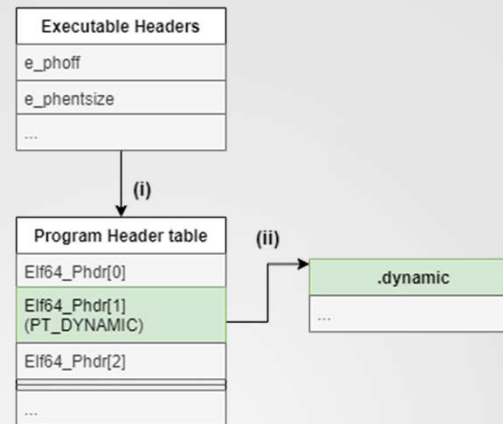 Executable Headers
e_phoff
e_phentsize
...
(i)
Program Header table
(ii)
Elf64_Phdr[0]
.dynamic
Elf64_Phdr[1]
(PT_DYNAMIC)
...
Elf64_Phdr[2]
...